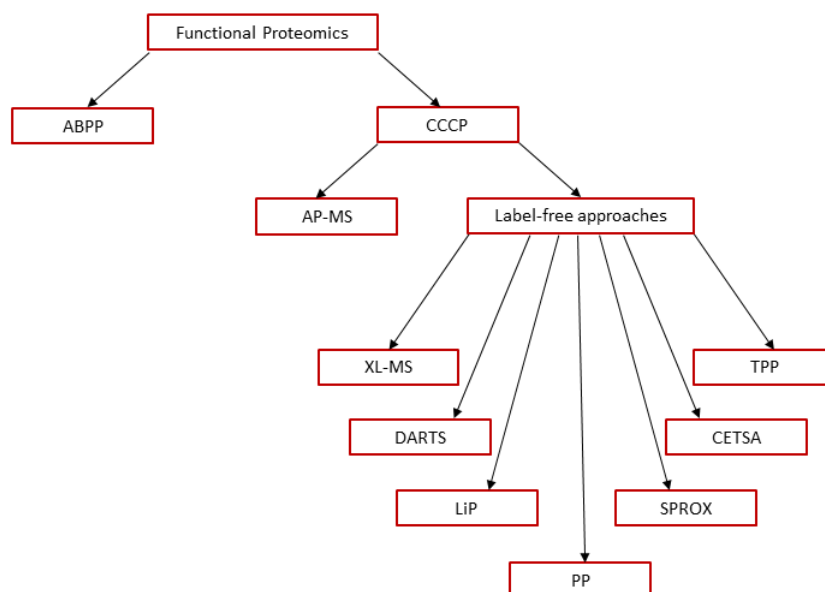 Functional Proteomics
ABPP
CCCP
AP-MS
Label-free approaches
XL-MS
TPP
DARTS
CETSA
LiP
SPROX
PP